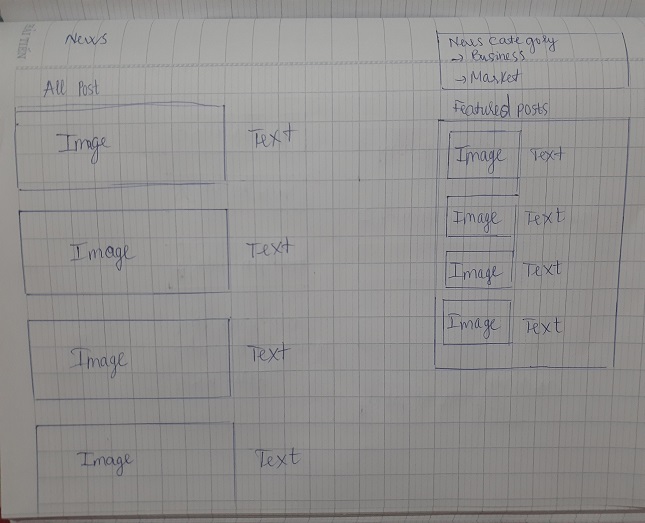 News
All Post
Image Text
Image Text
Image Text
Image Text
News category
→ Business
→ Market
Featured posts
Image Text
Image Text
Image Text
Image Text